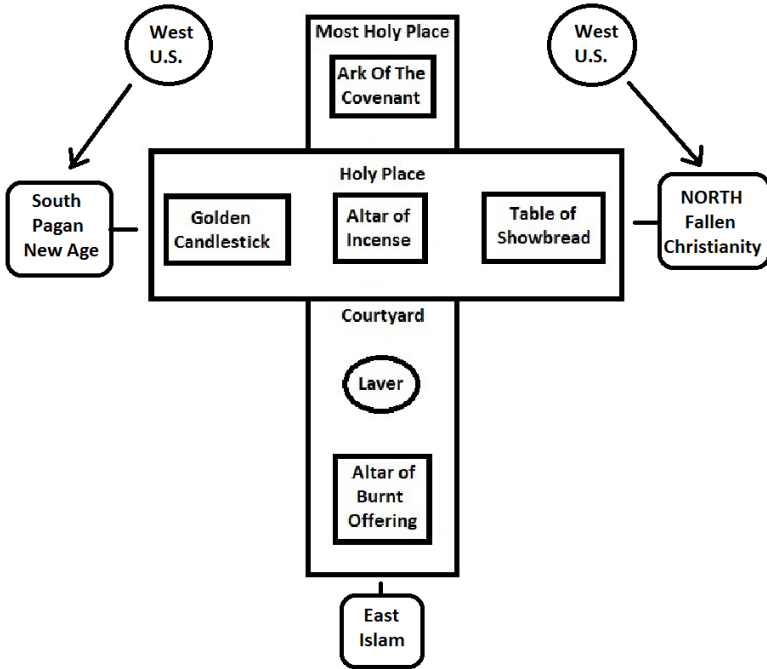 West
U.S.
West
U.S.
Most Holy Place
Ark Of The
Covenant
Holy Place
South
Pagan
New Age
Golden
Candlestick
Altar of
Incense
Table of
Showbread
NORTH
Fallen
Christianity
Courtyard
Laver
Altar of
Burnt
Offering
East
Islam